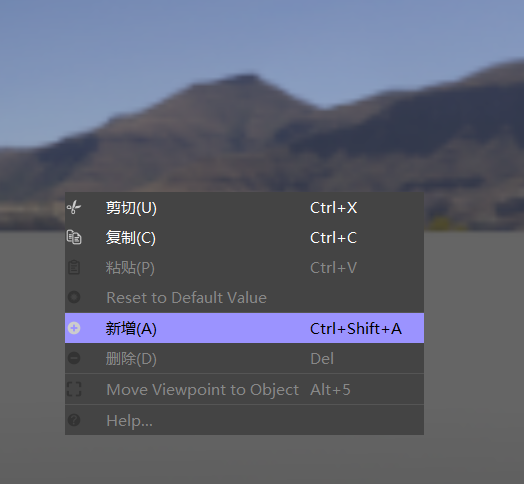 剪切(U) Ctrl+X
复制(C) Ctrl+C
粘贴(P) Ctrl+V
Reset to Default Value
新增(A) Ctrl+Shift+A
删除(D) Del
Move Viewpoint to Object Alt+5
Help...